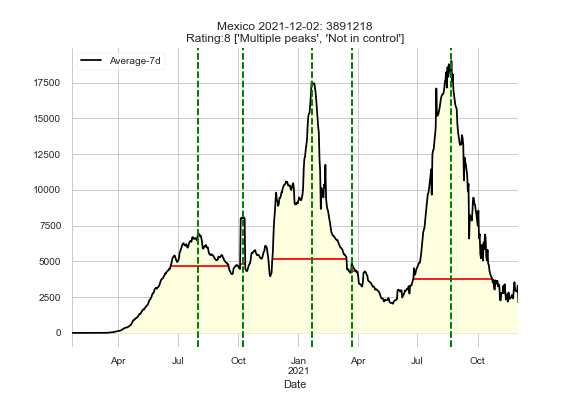 Mexico 2021-12-02: 3891218
Rating:8 ['Multiple peaks', 'Not in control']
Average-7d
17500
15000
12500
10000
7500
5000
2500
0
Apr Jul Oct Jan Apr Jul Oct
2021
Date